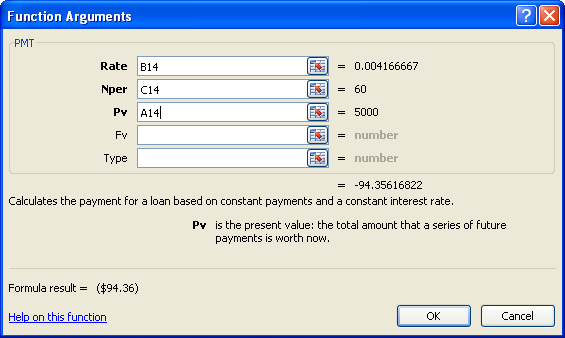 Function Arguments
PMT
Rate B14 = 0.004166667
Nper C14 = 60
Pv A14 = 5000
Fv = number
Type = number
= -94.35616822
Calculates the payment for a loan based on constant payments and a constant interest rate.
Pv is the present value: the total amount that a series of future
payments is worth now.
Formula result = ($94.36)
Help on this function OK Cancel